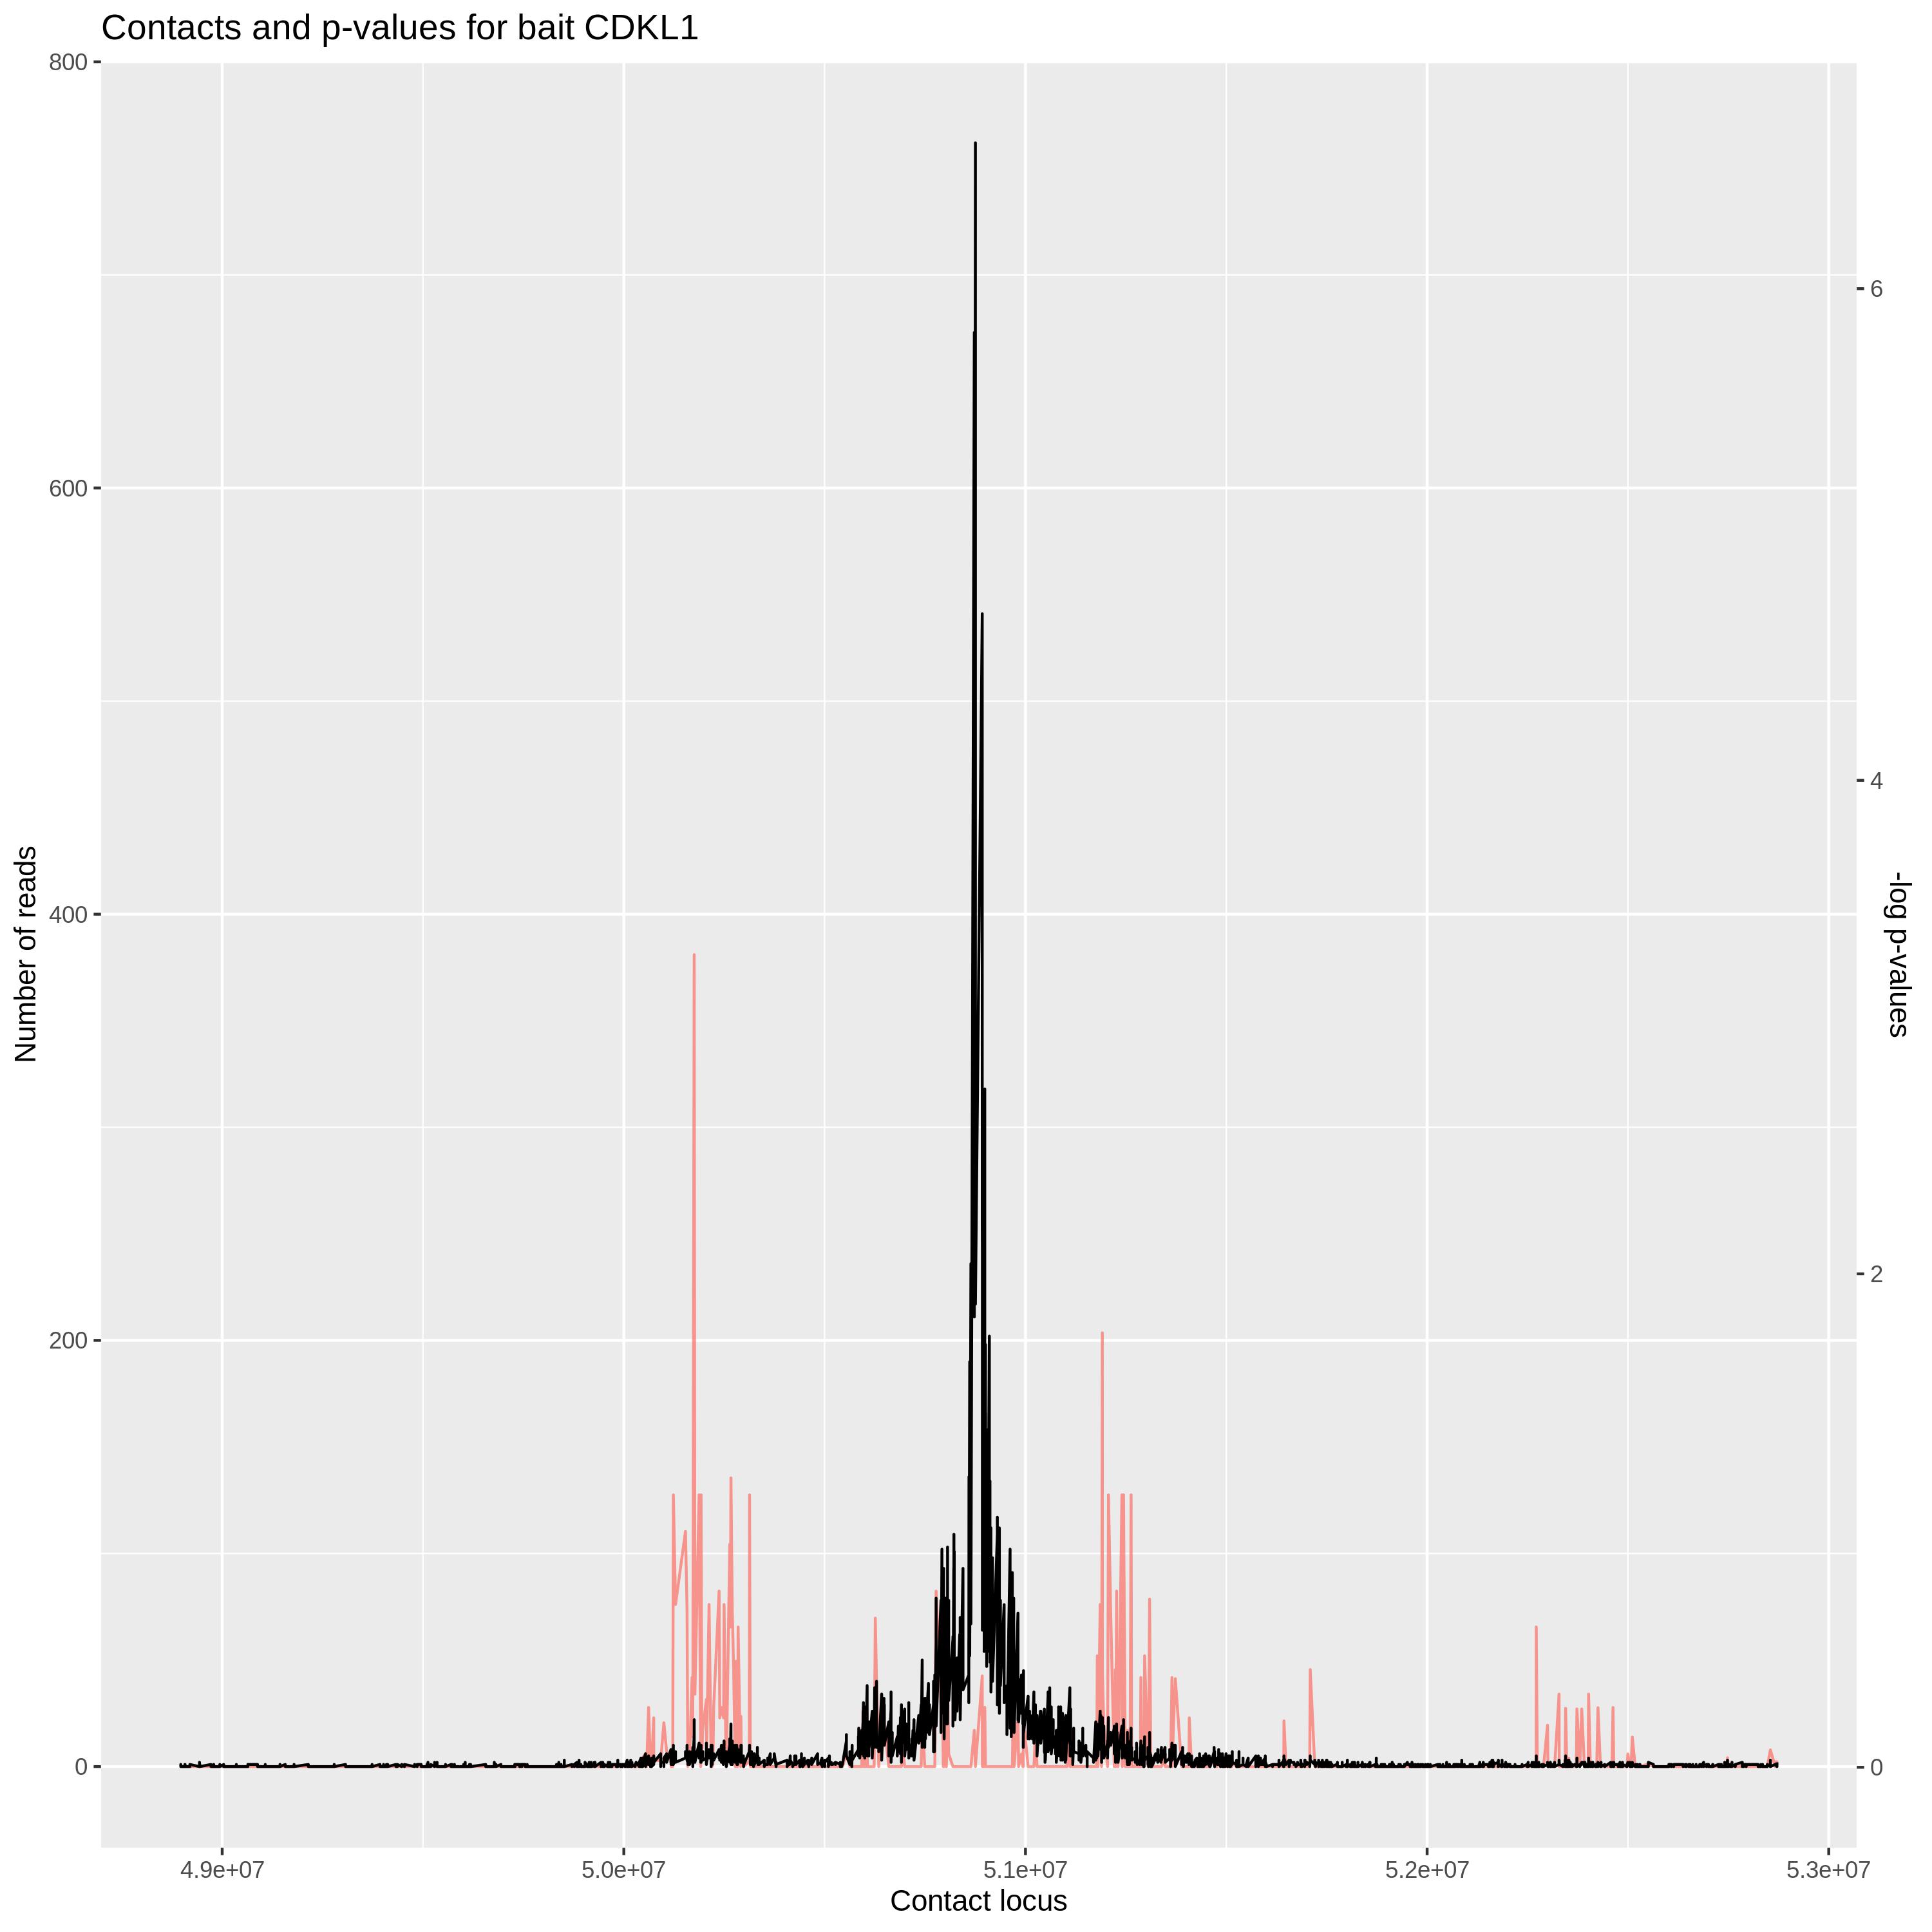 Contacts and p-values for bait CDKL1
800
600
400
200
0
Number of reads
6
4
2
0
-log p-values
4.9e+07
5.0e+07
5.1e+07
5.2e+07
5.3e+07
Contact locus